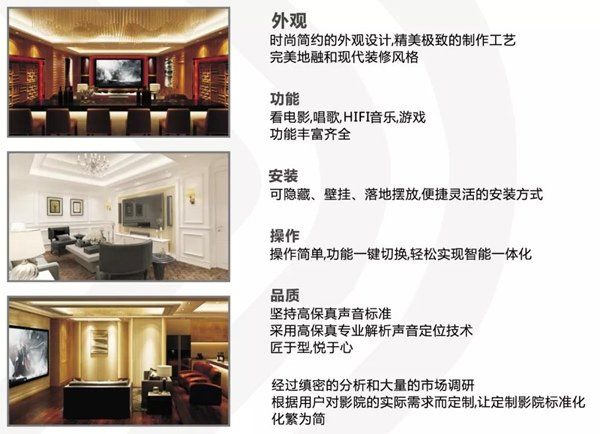 外观
时尚简约的外观设计,精美极致的制作工艺
完美地融和现代装修风格
功能
看电影,唱歌,HIFI音乐,游戏
功能丰富齐全
安装
可隐藏、壁挂、落地摆放,便捷灵活的安装方式
操作
操作简单,功能一键切换,轻松实现智能一体化
品质
坚持高保真声音标准
采用高保真专业解析声音定位技术
匠于型,悦于心
经过缜密的分析和大量的市场调研
根据用户对影院的实际需求而定制,让定制影院标准化
化繁为简